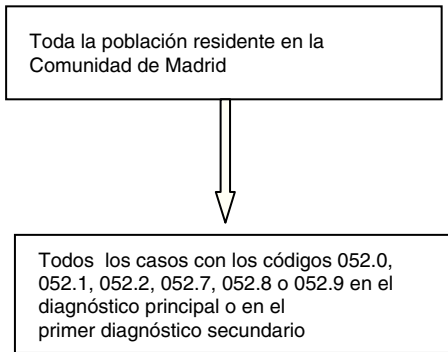 Toda la población residente en la
Comunidad de Madrid
Todos los casos con los códigos 052.0,
052.1, 052.2, 052.7, 052.8 o 052.9 en el
diagnóstico principal o en el
primer diagnóstico secundario